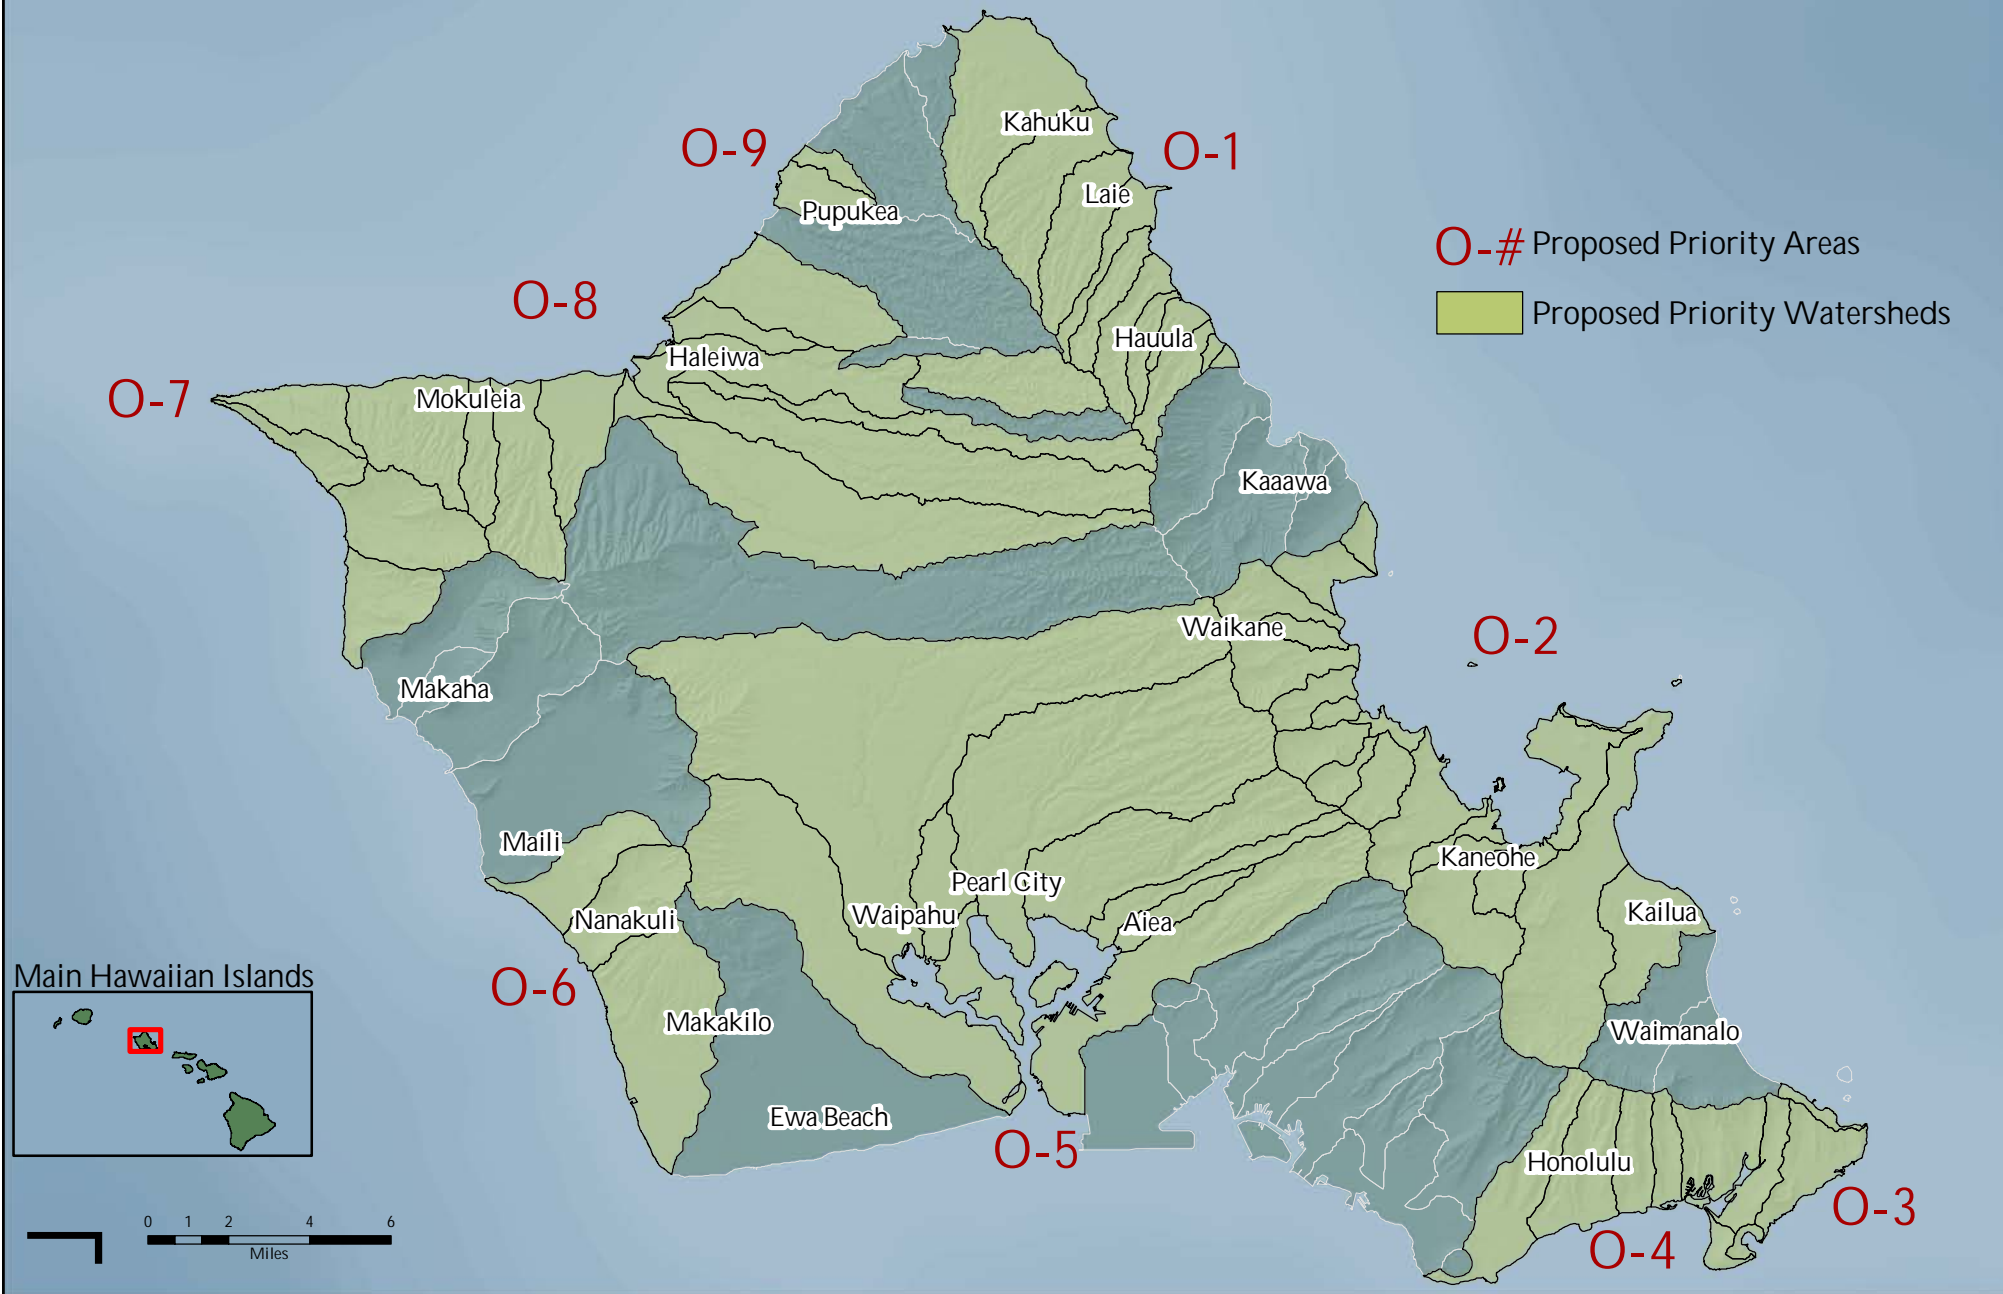 Kahuku
O-9
O-1
Laie
Pupukea
O-# Proposed Priority Areas
O-8
Proposed Priority Watersheds
Hauula
Haleiwa
O-7
Mokuleia
Kaaawa
Waikane
O-2
Makaha
Maili
Kaneohe
Pearl City
Nanakuli
Waipahu
Aiea
Kailua
Main Hawaiian Islands
O-6
Makakilo
Waimanalo
Ewa Beach
O-5
Honolulu
O-3
O-4
0 1 2 4 6
Miles